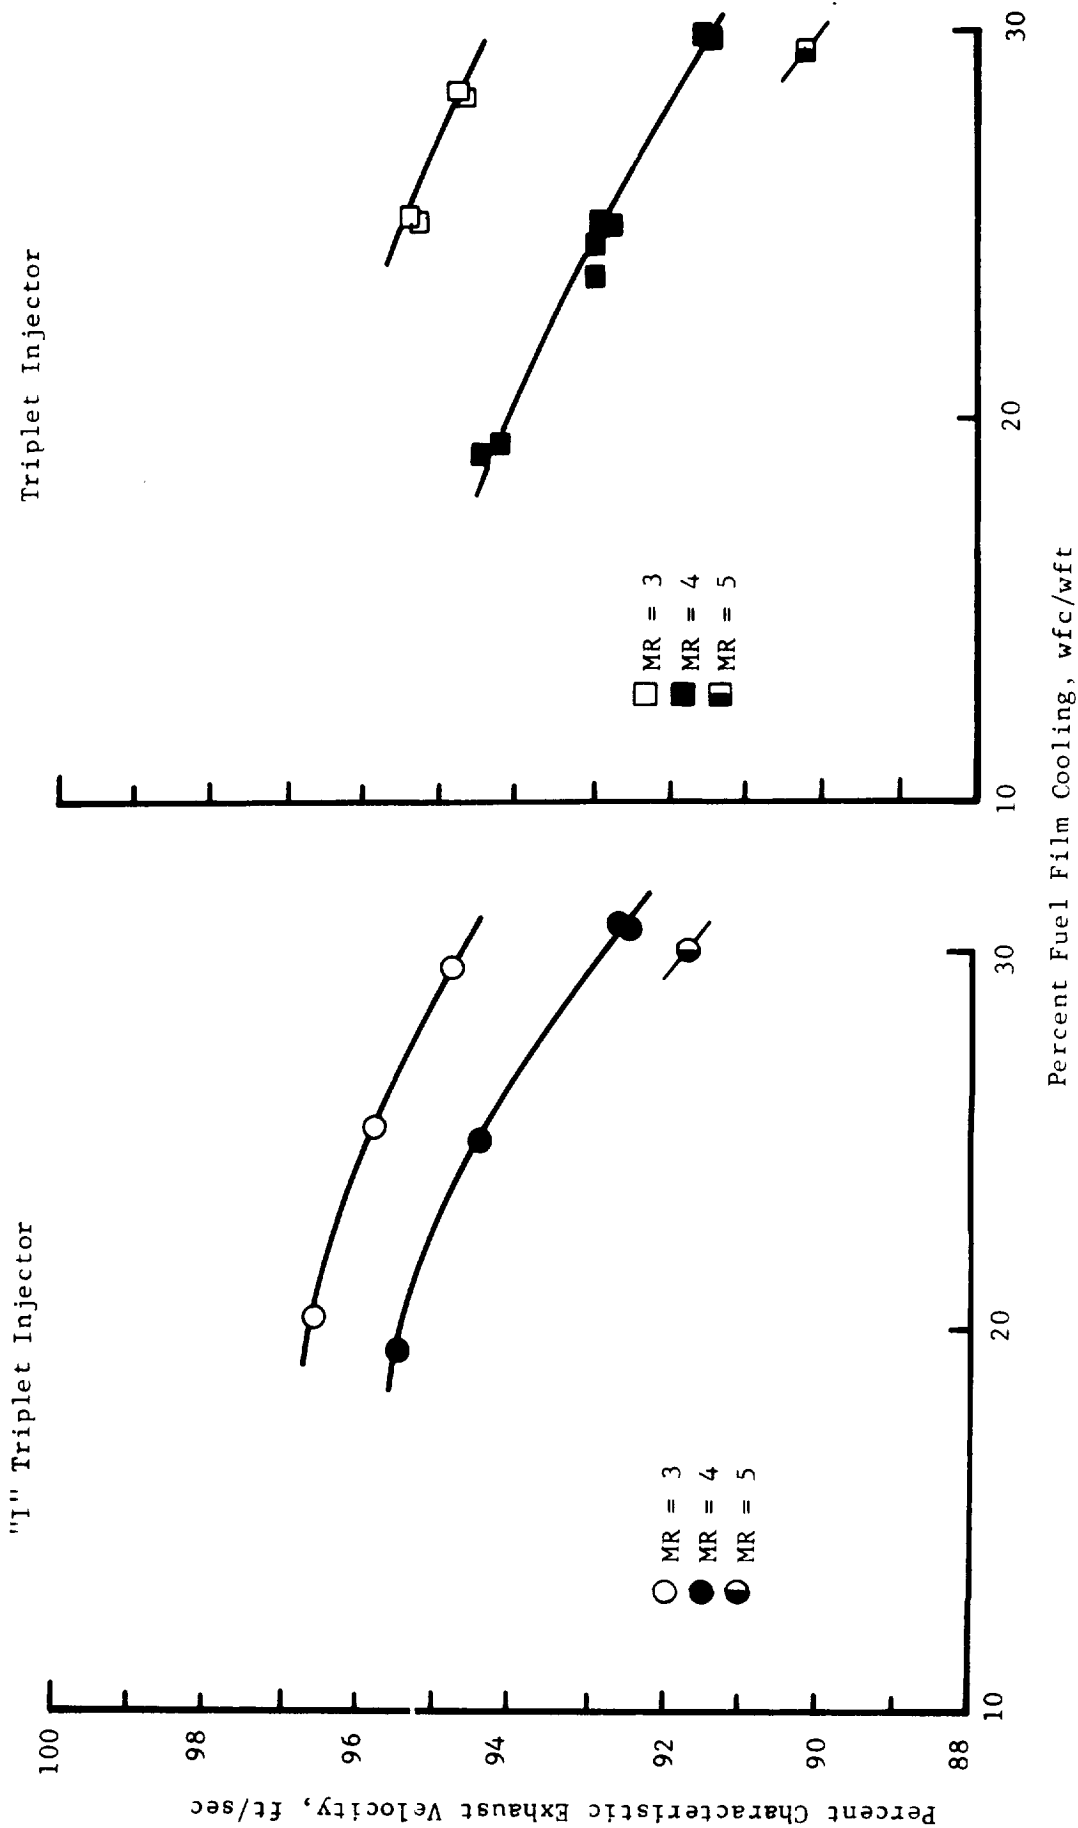 "I" Triplet Injector
Triplet Injector
Percent Characteristic Exhaust Velocity, ft/sec
100
98
96
94
92
90
88
MR = 3
MR = 4
MR = 5
10
20
30
MR = 3
MR = 4
MR = 5
10
20
30
Percent Fuel Film Cooling, wfc/wft